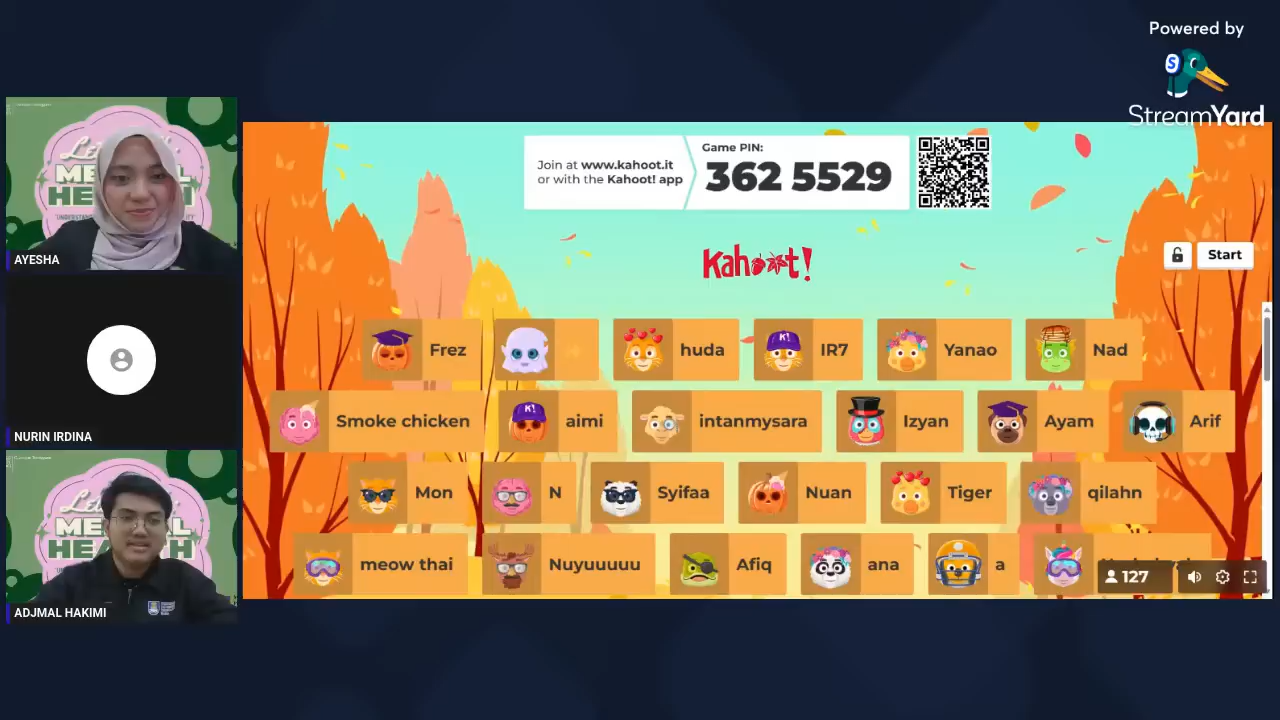 Powered by
StreamYard
Join at www.kahoot.it
or with the Kahoot! app
Game PIN:
362 5529
Kahoot!
Start
Frez
huda
IR7
Yanao
Nad
Smoke chicken
aimi
intanmysara
Izyan
Ayam
Arif
Mon
N
Syifaa
Nuan
Tiger
qilahn
meow thai
Nuyuuuuu
Afiq
ana
a
127
AYESHA
NURIN IRDINA
ADJMAL HAKIMI